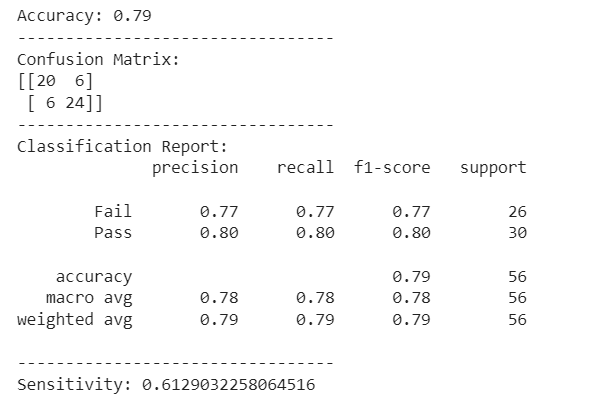 Accuracy: 0.79
---------------------------------
Confusion Matrix:
[[20  6]
 [ 6 24]]
---------------------------------
Classification Report:
              precision    recall  f1-score   support

        Fail       0.77      0.77      0.77        26
        Pass       0.80      0.80      0.80        30

    accuracy                           0.79        56
   macro avg       0.78      0.78      0.78        56
weighted avg       0.79      0.79      0.79        56

---------------------------------
Sensitivity: 0.6129032258064516